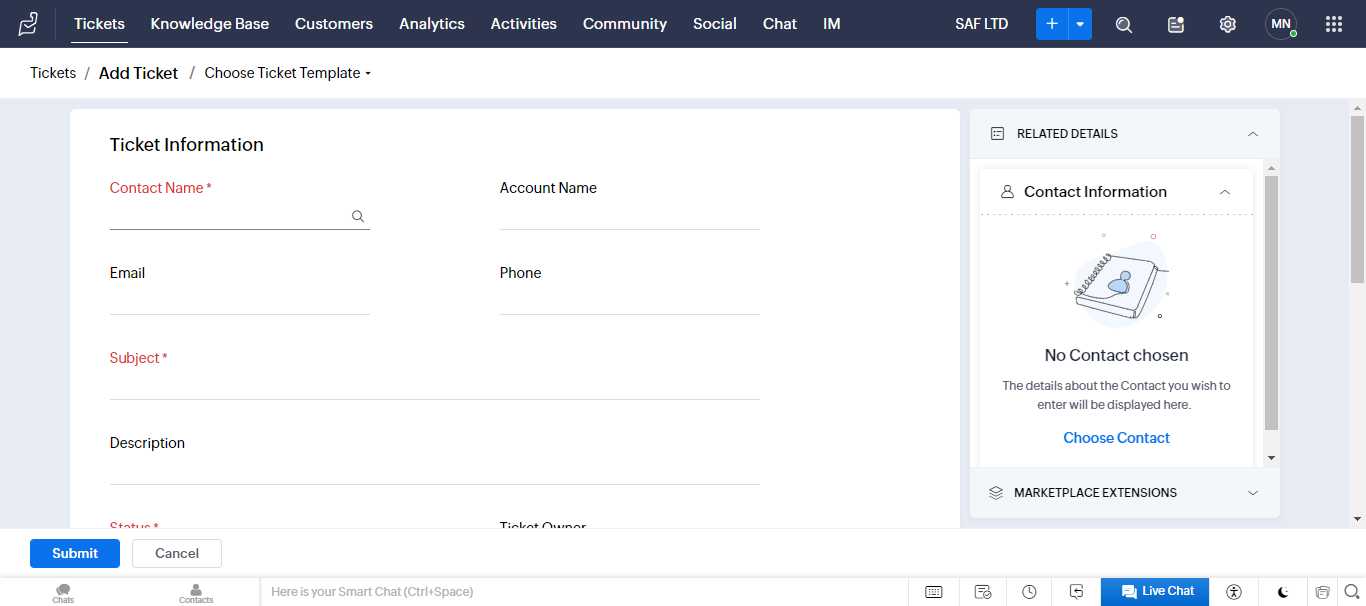 Tickets Knowledge Base Customers Analytics Activities Community Social Chat IM SAF LTD MN
Tickets / Add Ticket / Choose Ticket Template
Ticket Information
Contact Name *
Account Name
Email
Phone
Subject *
Description
Status *
Ticket Owner
RELATED DETAILS
Contact Information
No Contact chosen
The details about the Contact you wish to
enter will be displayed here.
Choose Contact
MARKETPLACE EXTENSIONS
Submit Cancel
Chats Contacts Here is your Smart Chat (Ctrl+Space) Live Chat